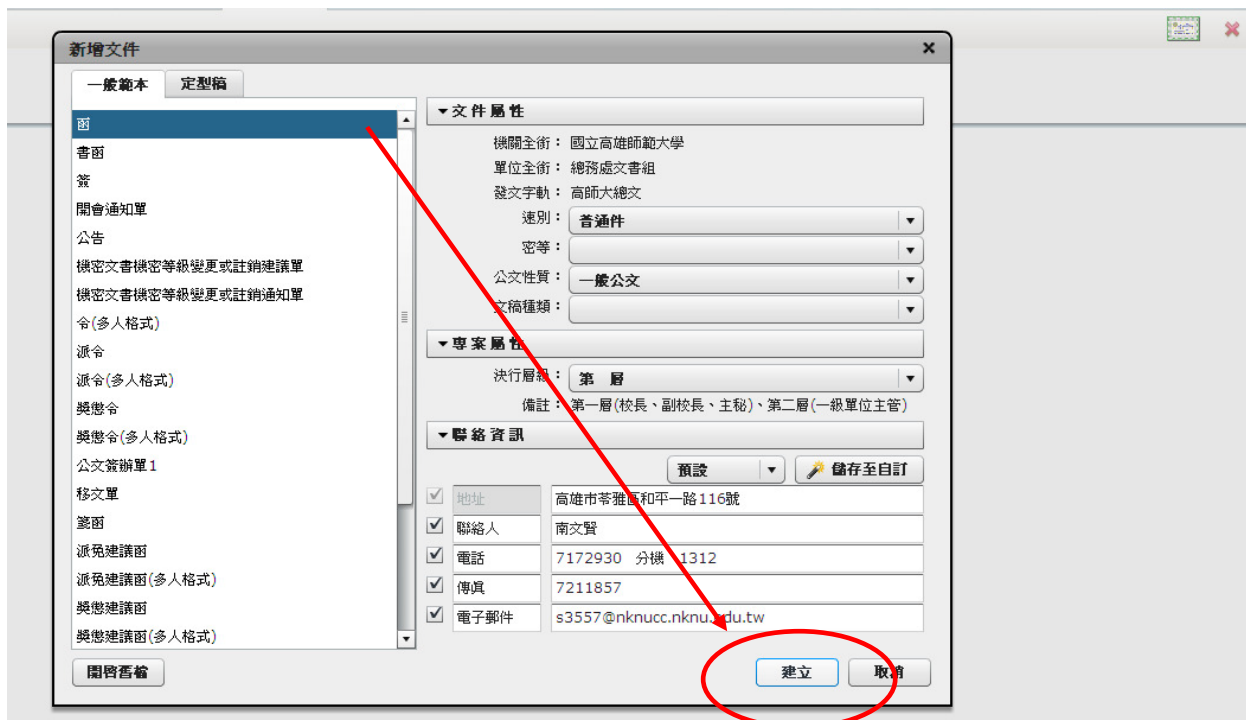 新增文件
一般範本 定型稿
函
書函
簽
開會通知單
公告
機密文書機密等級變更或註銷建議單
機密文書機密等級變更或註銷通知單
令(多人格式)
派令
派令(多人格式)
獎懲令
獎懲令(多人格式)
公文簽辦單1
移文單
箋函
派免建議函
派免建議函(多人格式)
獎懲建議函
獎懲建議函(多人格式)
開啓舊檔
文件屬性
機關全銜： 國立高雄師範大學
單位全銜： 總務處文書組
發文字軌： 高師大總文
速別： 普通件
密等：
公文性質： 一般公文
文稿種類：
專案屬性
決行層級： 第 層
備註： 第一層(校長、副校長、主秘)、第二層(一級單位主管)
聯絡資訊
預設 儲存至自訂
地址 高雄市苓雅區和平一路116號
聯絡人 南文賢
電話 7172930 分機 1312
傳真 7211857
電子郵件 s3557@nknucc.nknu.edu.tw
建立 取消